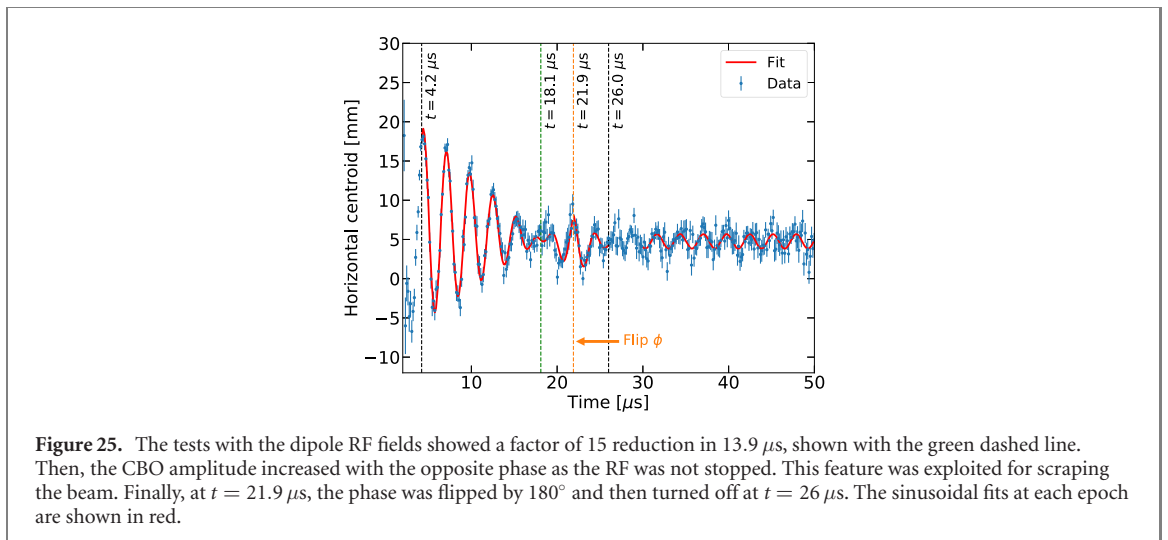 30
25
20
15
10
5
0
−5
−10
Horizontal centroid [mm]
t = 4.2 μs
t = 18.1 μs
t = 21.9 μs
t = 26.0 μs
Fit
Data
Flip ϕ
10
20
30
40
50
Time [μs]
Figure 25. The tests with the dipole RF fields showed a factor of 15 reduction in 13.9 μs, shown with the green dashed line.
Then, the CBO amplitude increased with the opposite phase as the RF was not stopped. This feature was exploited for scraping
the beam. Finally, at t = 21.9 μs, the phase was flipped by 180° and then turned off at t = 26 μs. The sinusoidal fits at each epoch
are shown in red.